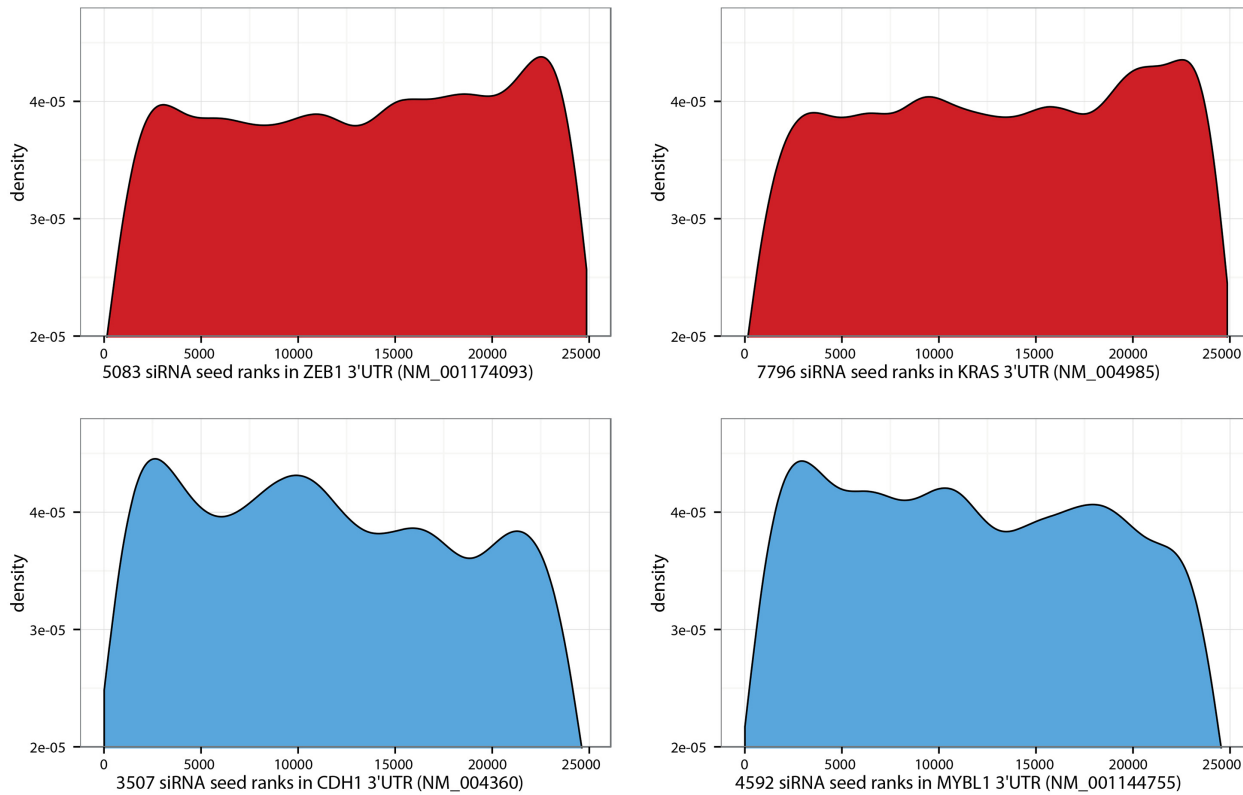 density
4e-05
3e-05
2e-05
0 5000 10000 15000 20000 25000
5083 siRNA seed ranks in ZEB1 3'UTR (NM_001174093)
density
4e-05
3e-05
2e-05
0 5000 10000 15000 20000 25000
7796 siRNA seed ranks in KRAS 3'UTR (NM_004985)
density
4e-05
3e-05
2e-05
0 5000 10000 15000 20000 25000
3507 siRNA seed ranks in CDH1 3'UTR (NM_004360)
density
4e-05
3e-05
2e-05
0 5000 10000 15000 20000 25000
4592 siRNA seed ranks in MYBL1 3'UTR (NM_001144755)